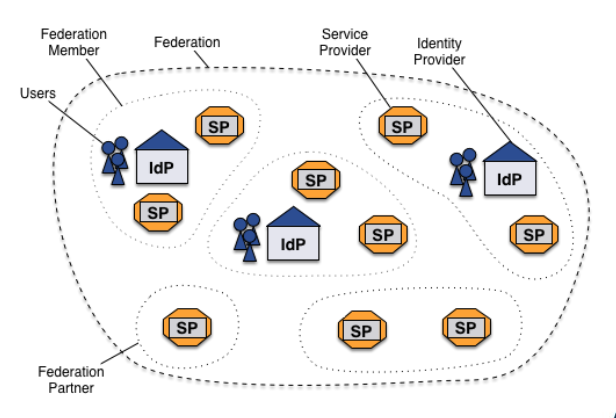 Federation
Member
Federation
Service
Provider
Identity
Provider
Users
SP
SP
IdP
IdP
SP
SP
SP
SP
IdP
SP
SP
SP
Federation
Partner